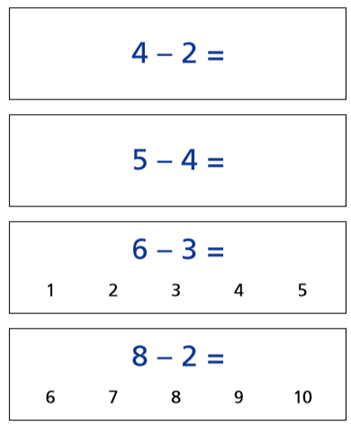 4 – 2 =
5 – 4 =
6 – 3 =
1 2 3 4 5
8 – 2 =
6 7 8 9 10